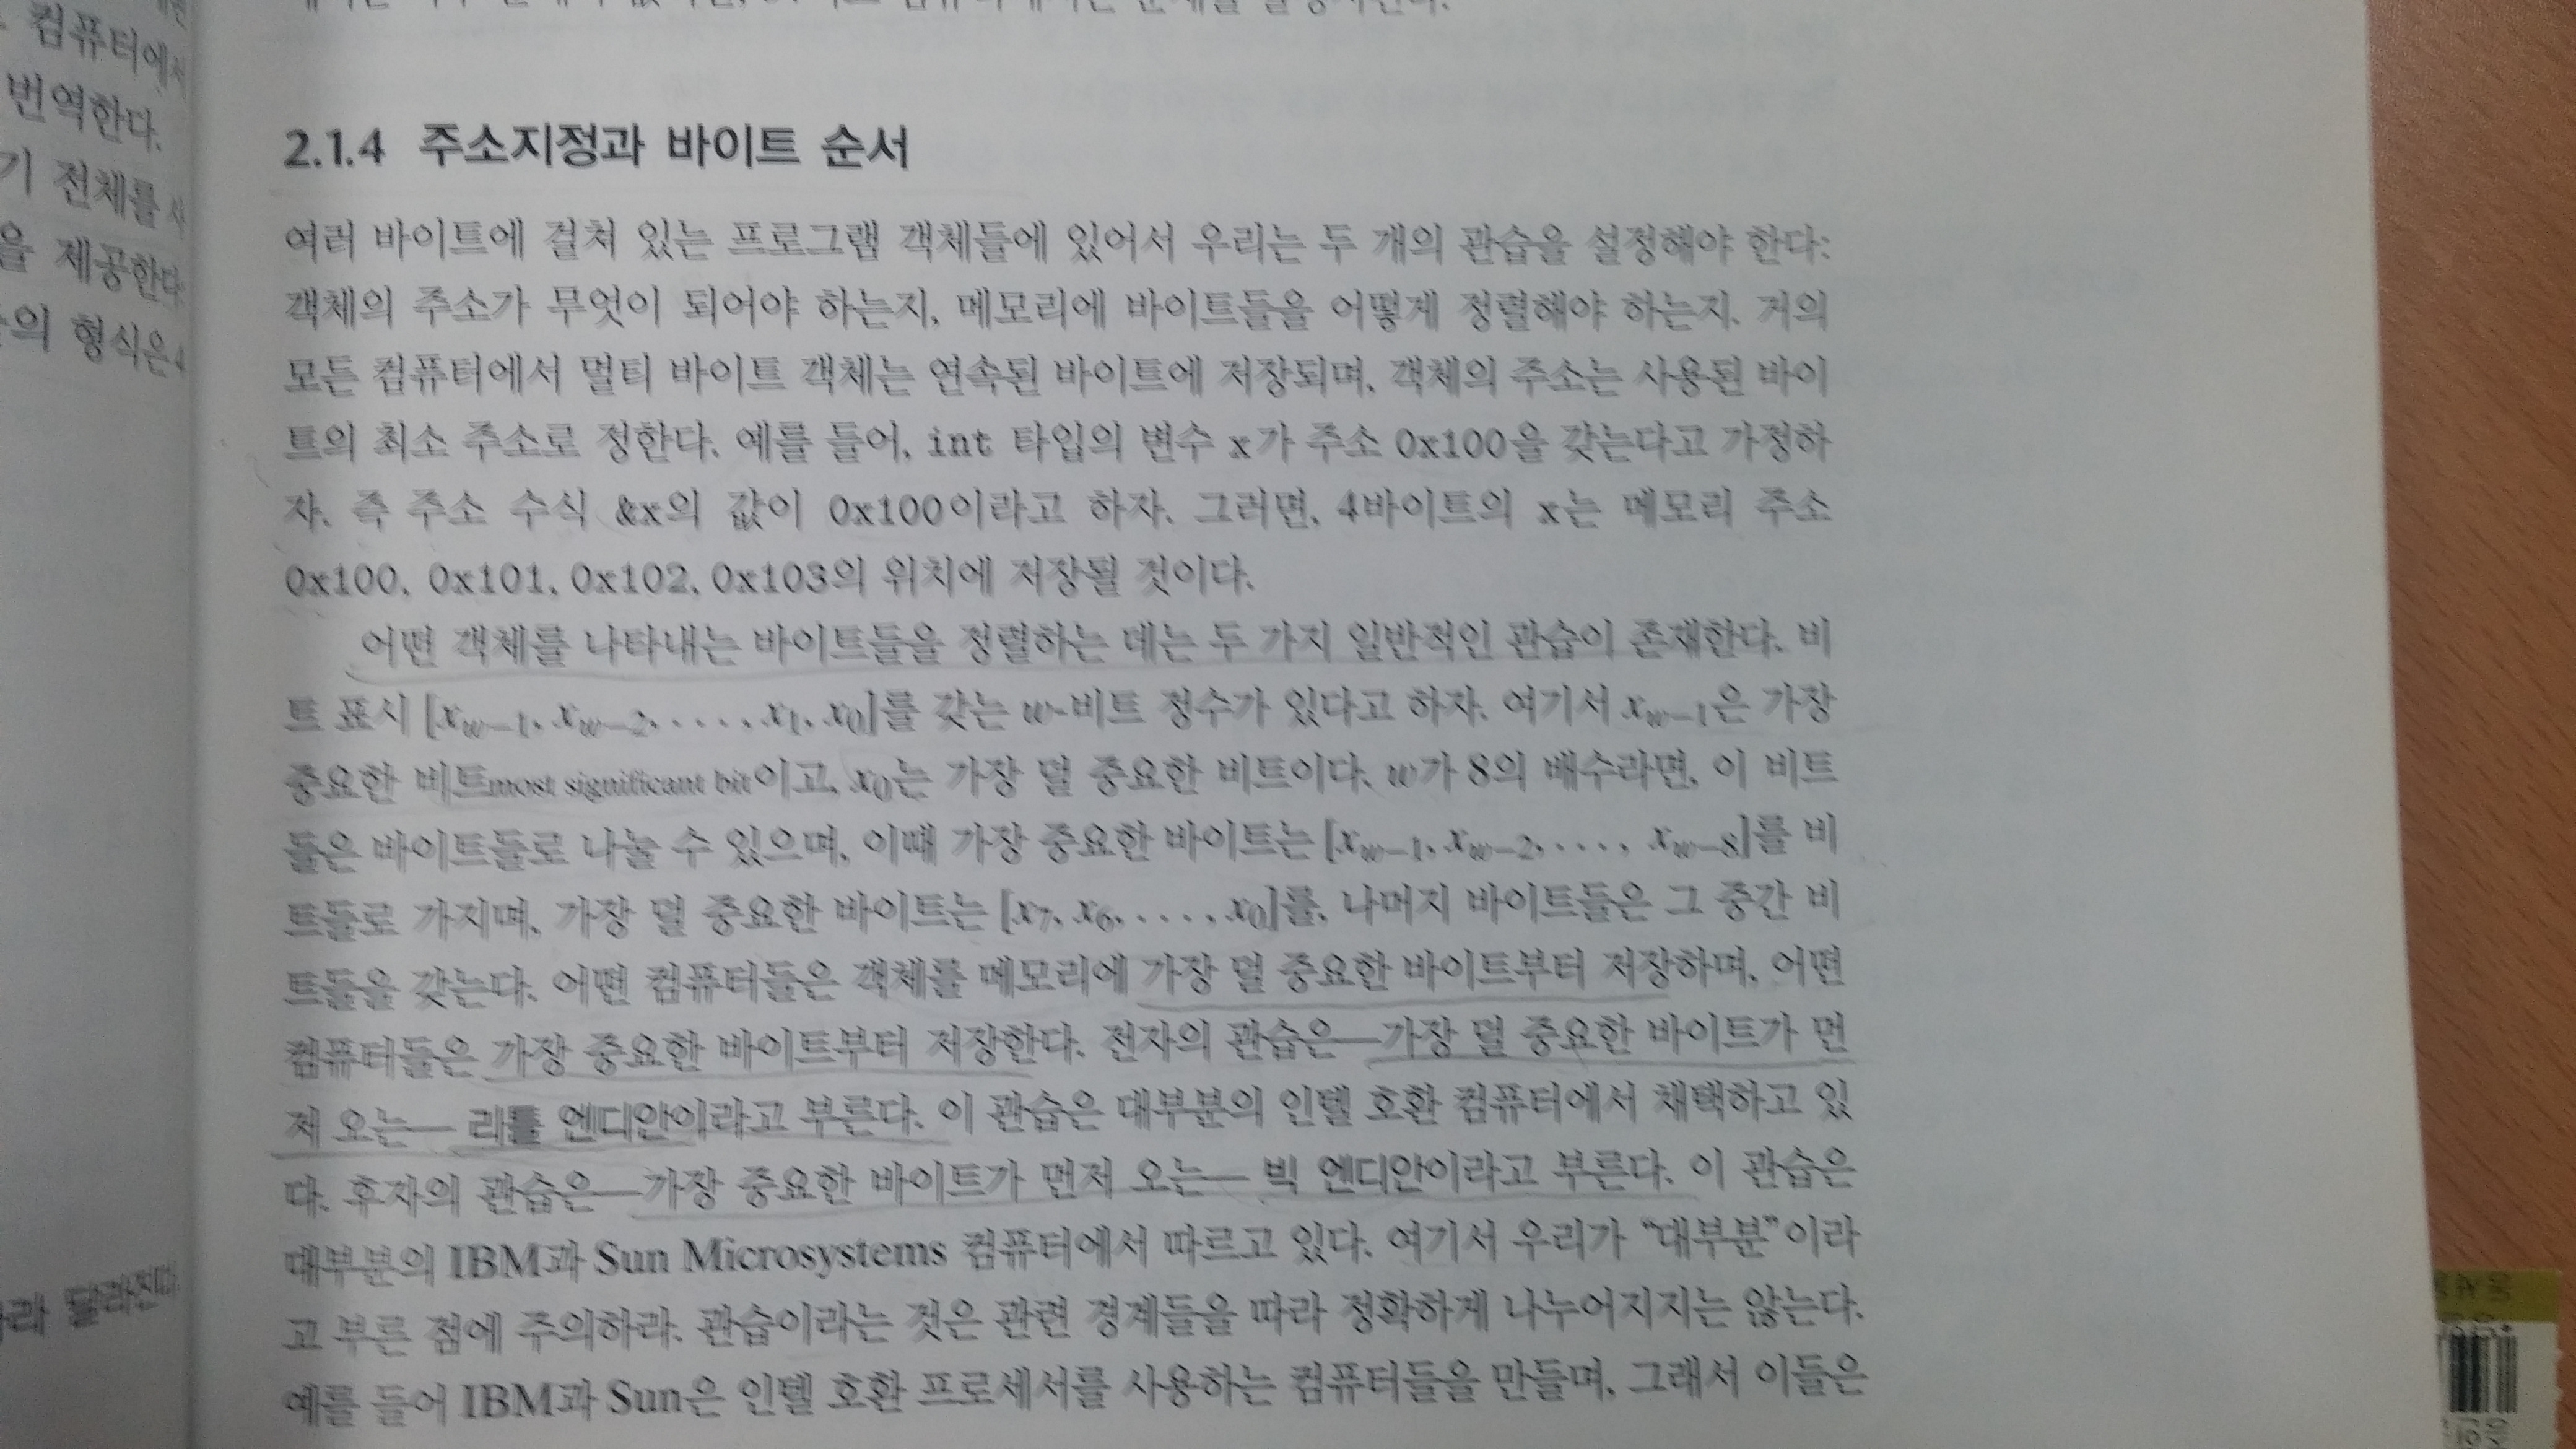 컴퓨터에서
번역한다.
기 전체를
을 제공한다
의 형식은 4
라 달라진다
2.1.4 주소지정과 바이트 순서
여러 바이트에 걸쳐 있는 프로그램 객체들에 있어서 우리는 두 개의 관습을 설정해야 한다:
객체의 주소가 무엇이 되어야 하는지, 메모리에 바이트들을 어떻게 정렬해야 하는지. 거의
모든 컴퓨터에서 멀티 바이트 객체는 연속된 바이트에 저장되며, 객체의 주소는 사용된 바이
트의 최소 주소로 정한다. 예를 들어, int 타입의 변수 x가 주소 0x100을 갖는다고 가정하
자. 즉 주소 수식 &x의 값이 0x100이라고 하자. 그러면, 4바이트의 x는 메모리 주소
0x100, 0x101, 0x102, 0x103의 위치에 저장될 것이다.
어떤 객체를 나타내는 바이트들을 정렬하는 데는 두 가지 일반적인 관습이 존재한다. 비
트 표시 [x_{w-1}, x_{w-2}, . . . , x_1, x_0]를 갖는 w-비트 정수가 있다고 하자. 여기서 x_{w-1}은 가장
중요한 비트most significant bit이고, x_0는 가장 덜 중요한 비트이다. w가 8의 배수라면, 이 비트
들은 바이트들로 나눌 수 있으며, 이때 가장 중요한 바이트는 [x_{w-1}, x_{w-2}, . . . , x_{w-8}]를 비
트들로 가지며, 가장 덜 중요한 바이트는 [x_7, x_6, . . . , x_0]를, 나머지 바이트들은 그 중간 비
트들을 갖는다. 어떤 컴퓨터들은 객체를 메모리에 가장 덜 중요한 바이트부터 저장하며, 어떤
컴퓨터들은 가장 중요한 바이트부터 저장한다. 전자의 관습은—가장 덜 중요한 바이트가 먼
저 오는— 리틀 엔디안이라고 부른다. 이 관습은 대부분의 인텔 호환 컴퓨터에서 채택하고 있
다. 후자의 관습은—가장 중요한 바이트가 먼저 오는— 빅 엔디안이라고 부른다. 이 관습은
대부분의 IBM과 Sun Microsystems 컴퓨터에서 따르고 있다. 여기서 우리가 “대부분”이라
고 부른 점에 주의하라. 관습이라는 것은 관련 경계들을 따라 정확하게 나누어지지는 않는다.
예를 들어 IBM과 Sun은 인텔 호환 프로세서를 사용하는 컴퓨터들을 만들며, 그래서 이들은